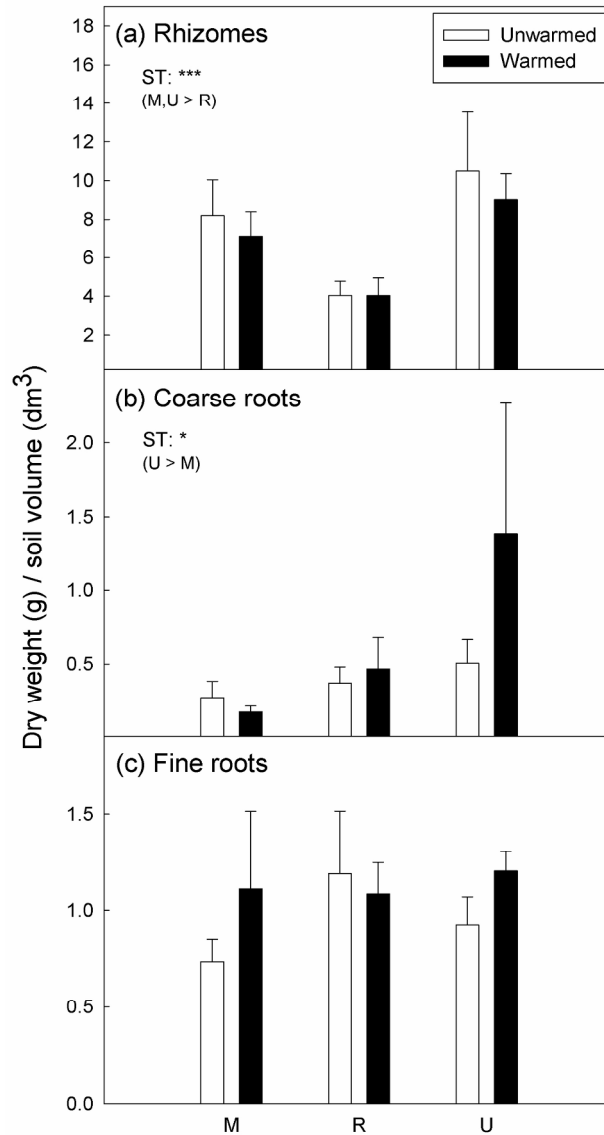 Dry weight (g) / soil volume (dm³)
(a) Rhizomes
ST: ***
(M,U > R)
Unwarmed
Warmed
18
16
14
12
10
8
6
4
2
(b) Coarse roots
ST: *
(U > M)
2.0
1.5
1.0
0.5
(c) Fine roots
1.5
1.0
0.5
0.0
M R U